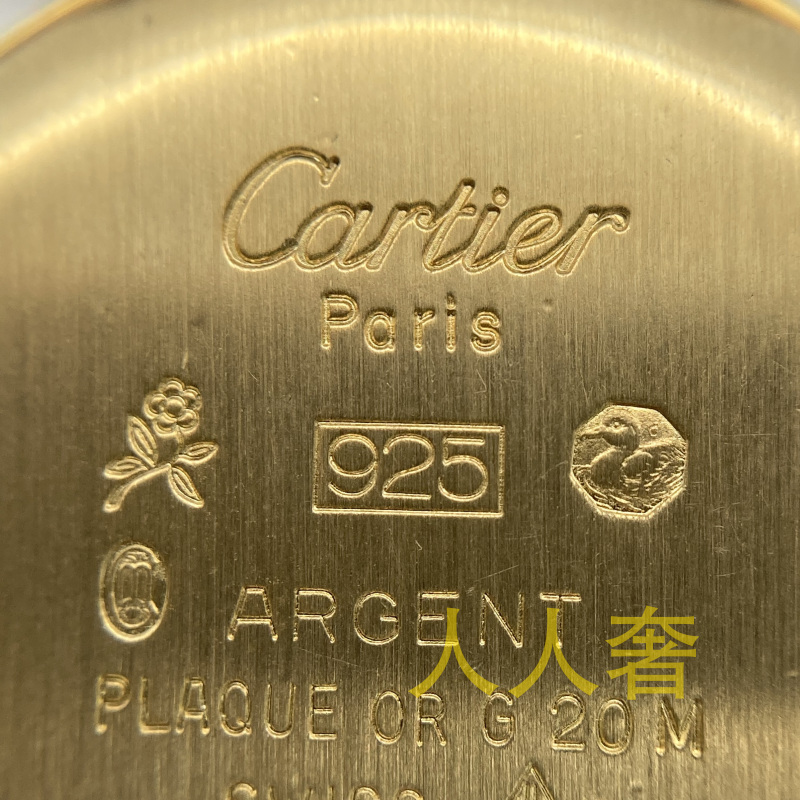 Cartier
Paris
925
ARGENT
人人奢
PLAQUE OR G 20 M